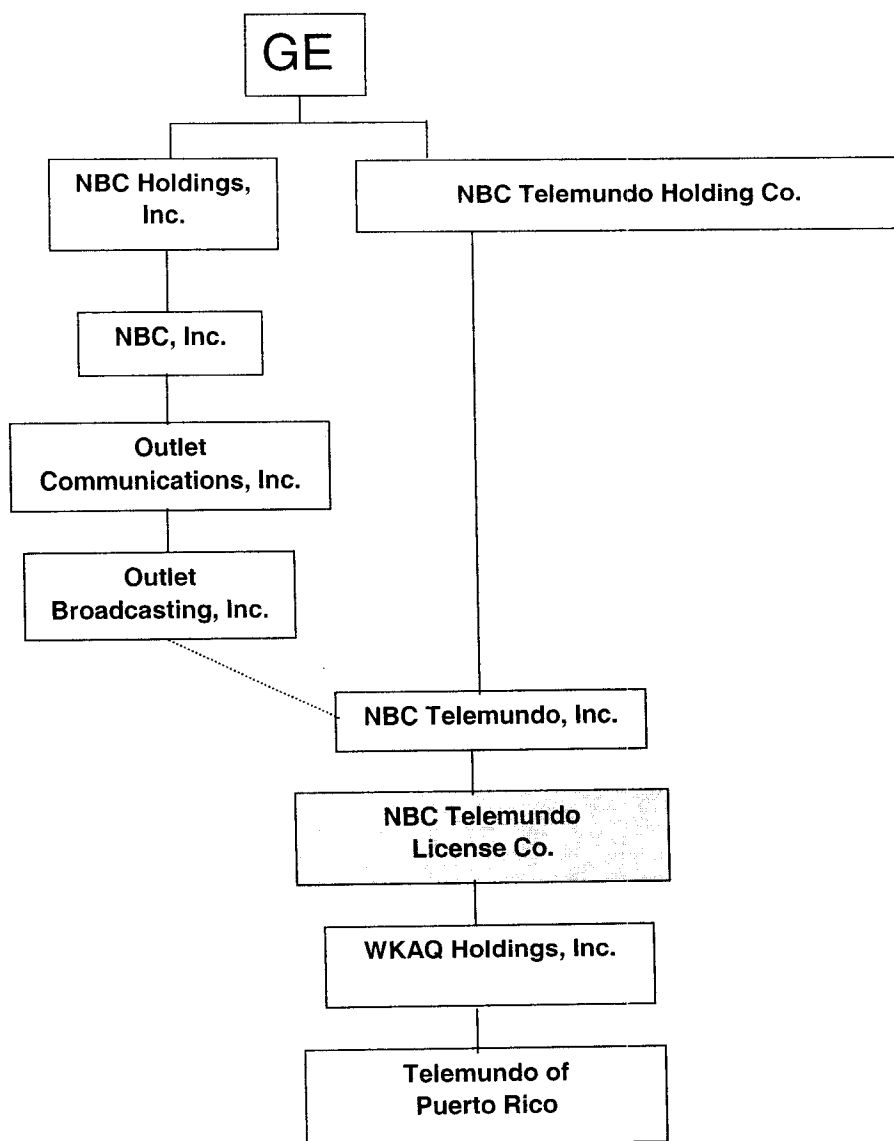 GE
NBC Holdings,
Inc.
NBC Telemundo Holding Co.
NBC, Inc.
Outlet
Communications, Inc.
Outlet
Broadcasting, Inc.
NBC Telemundo, Inc.
NBC Telemundo
License Co.
WKAQ Holdings, Inc.
Telemundo of
Puerto Rico